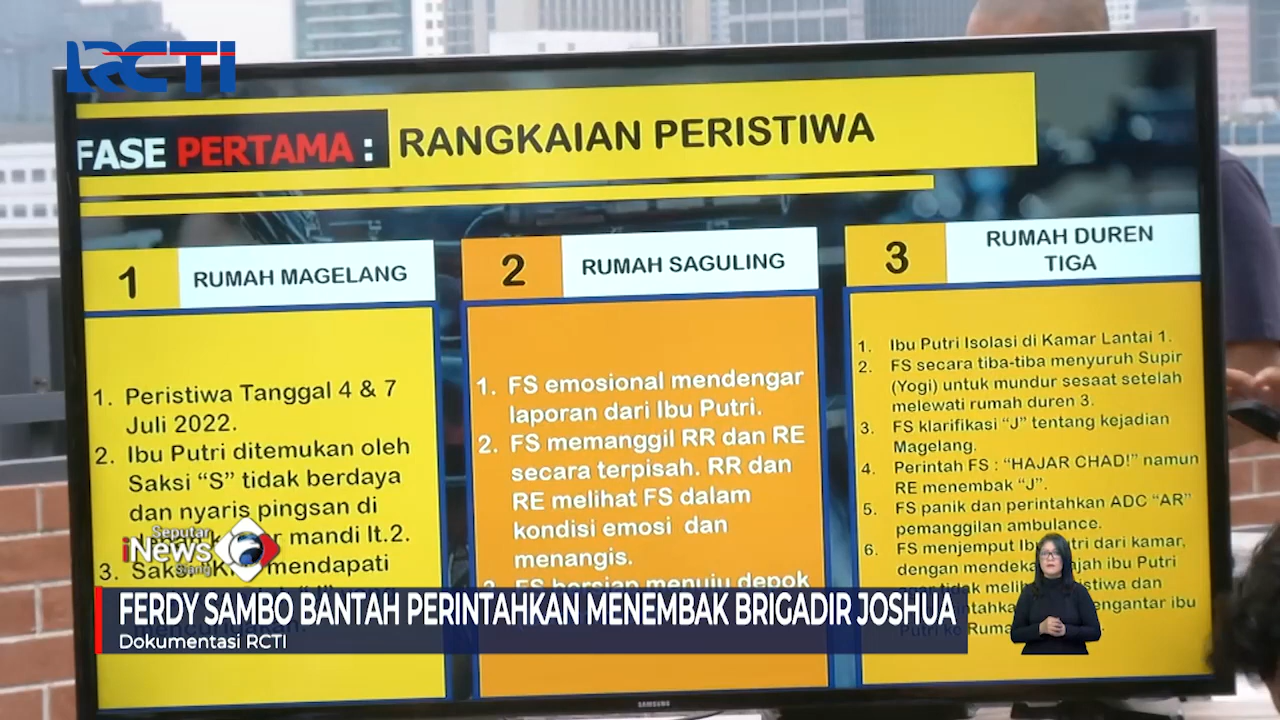 RCTI
FASE PERTAMA : RANGKAIAN PERISTIWA
1 RUMAH MAGELANG
1. Peristiwa Tanggal 4 & 7
Juli 2022.
2. Ibu Putri ditemukan oleh
Saksi “S” tidak berdaya
dan nyaris pingsan di
mandi lt.2.
3. mendapati
2 RUMAH SAGULING
1. FS emosional mendengar
laporan dari Ibu Putri.
2. FS memanggil RR dan RE
secara terpisah. RR dan
RE melihat FS dalam
kondisi emosi dan
menangis.
FS bersiap menuju depok
3 RUMAH DUREN
TIGA
1. Ibu Putri Isolasi di Kamar Lantai 1.
2. FS secara tiba-tiba menyuruh Supir
(Yogi) untuk mundur sesaat setelah
melewati rumah duren 3.
3. FS klarifikasi “J” tentang kejadian
Magelang.
4. Perintah FS : “HAJAR CHAD!” namun
RE menembak “J”.
5. FS panik dan perintahkan ADC “AR”
pemanggilan ambulance.
6. FS menjemput Ibu Putri dari kamar,
dengan wajah ibu Putri
tidak dan
ibu
Seputar
iNews
Siang
FERDY SAMBO BANTAH PERINTAHKAN MENEMBAK BRIGADIR JOSHUA
Dokumentasi RCTI
SAMSUNG